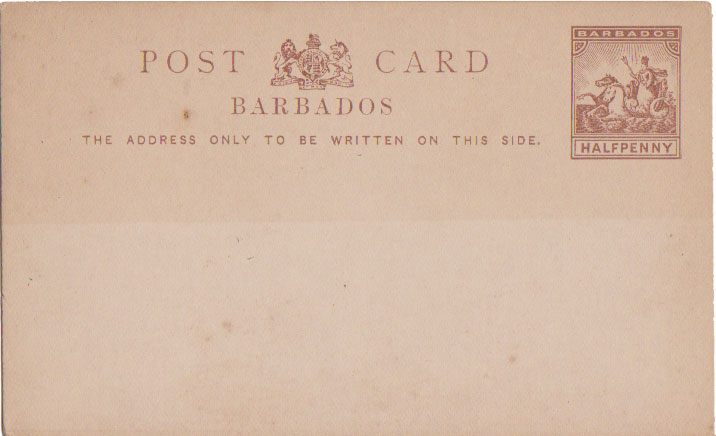 POST CARD
BARBADOS
THE ADDRESS ONLY TO BE WRITTEN ON THIS SIDE.
BARBADOS
HALFPENNY